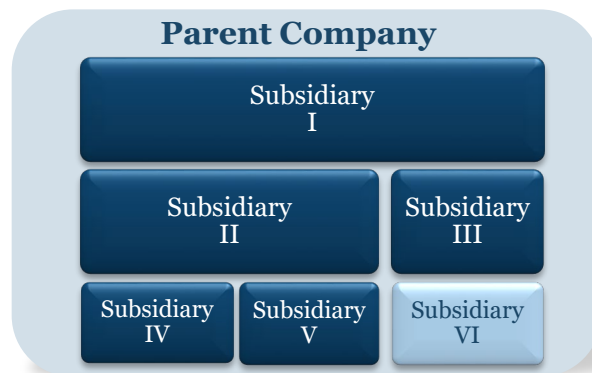 Parent Company
Subsidiary
I
Subsidiary
II
Subsidiary
III
Subsidiary
IV
Subsidiary
V
Subsidiary
VI